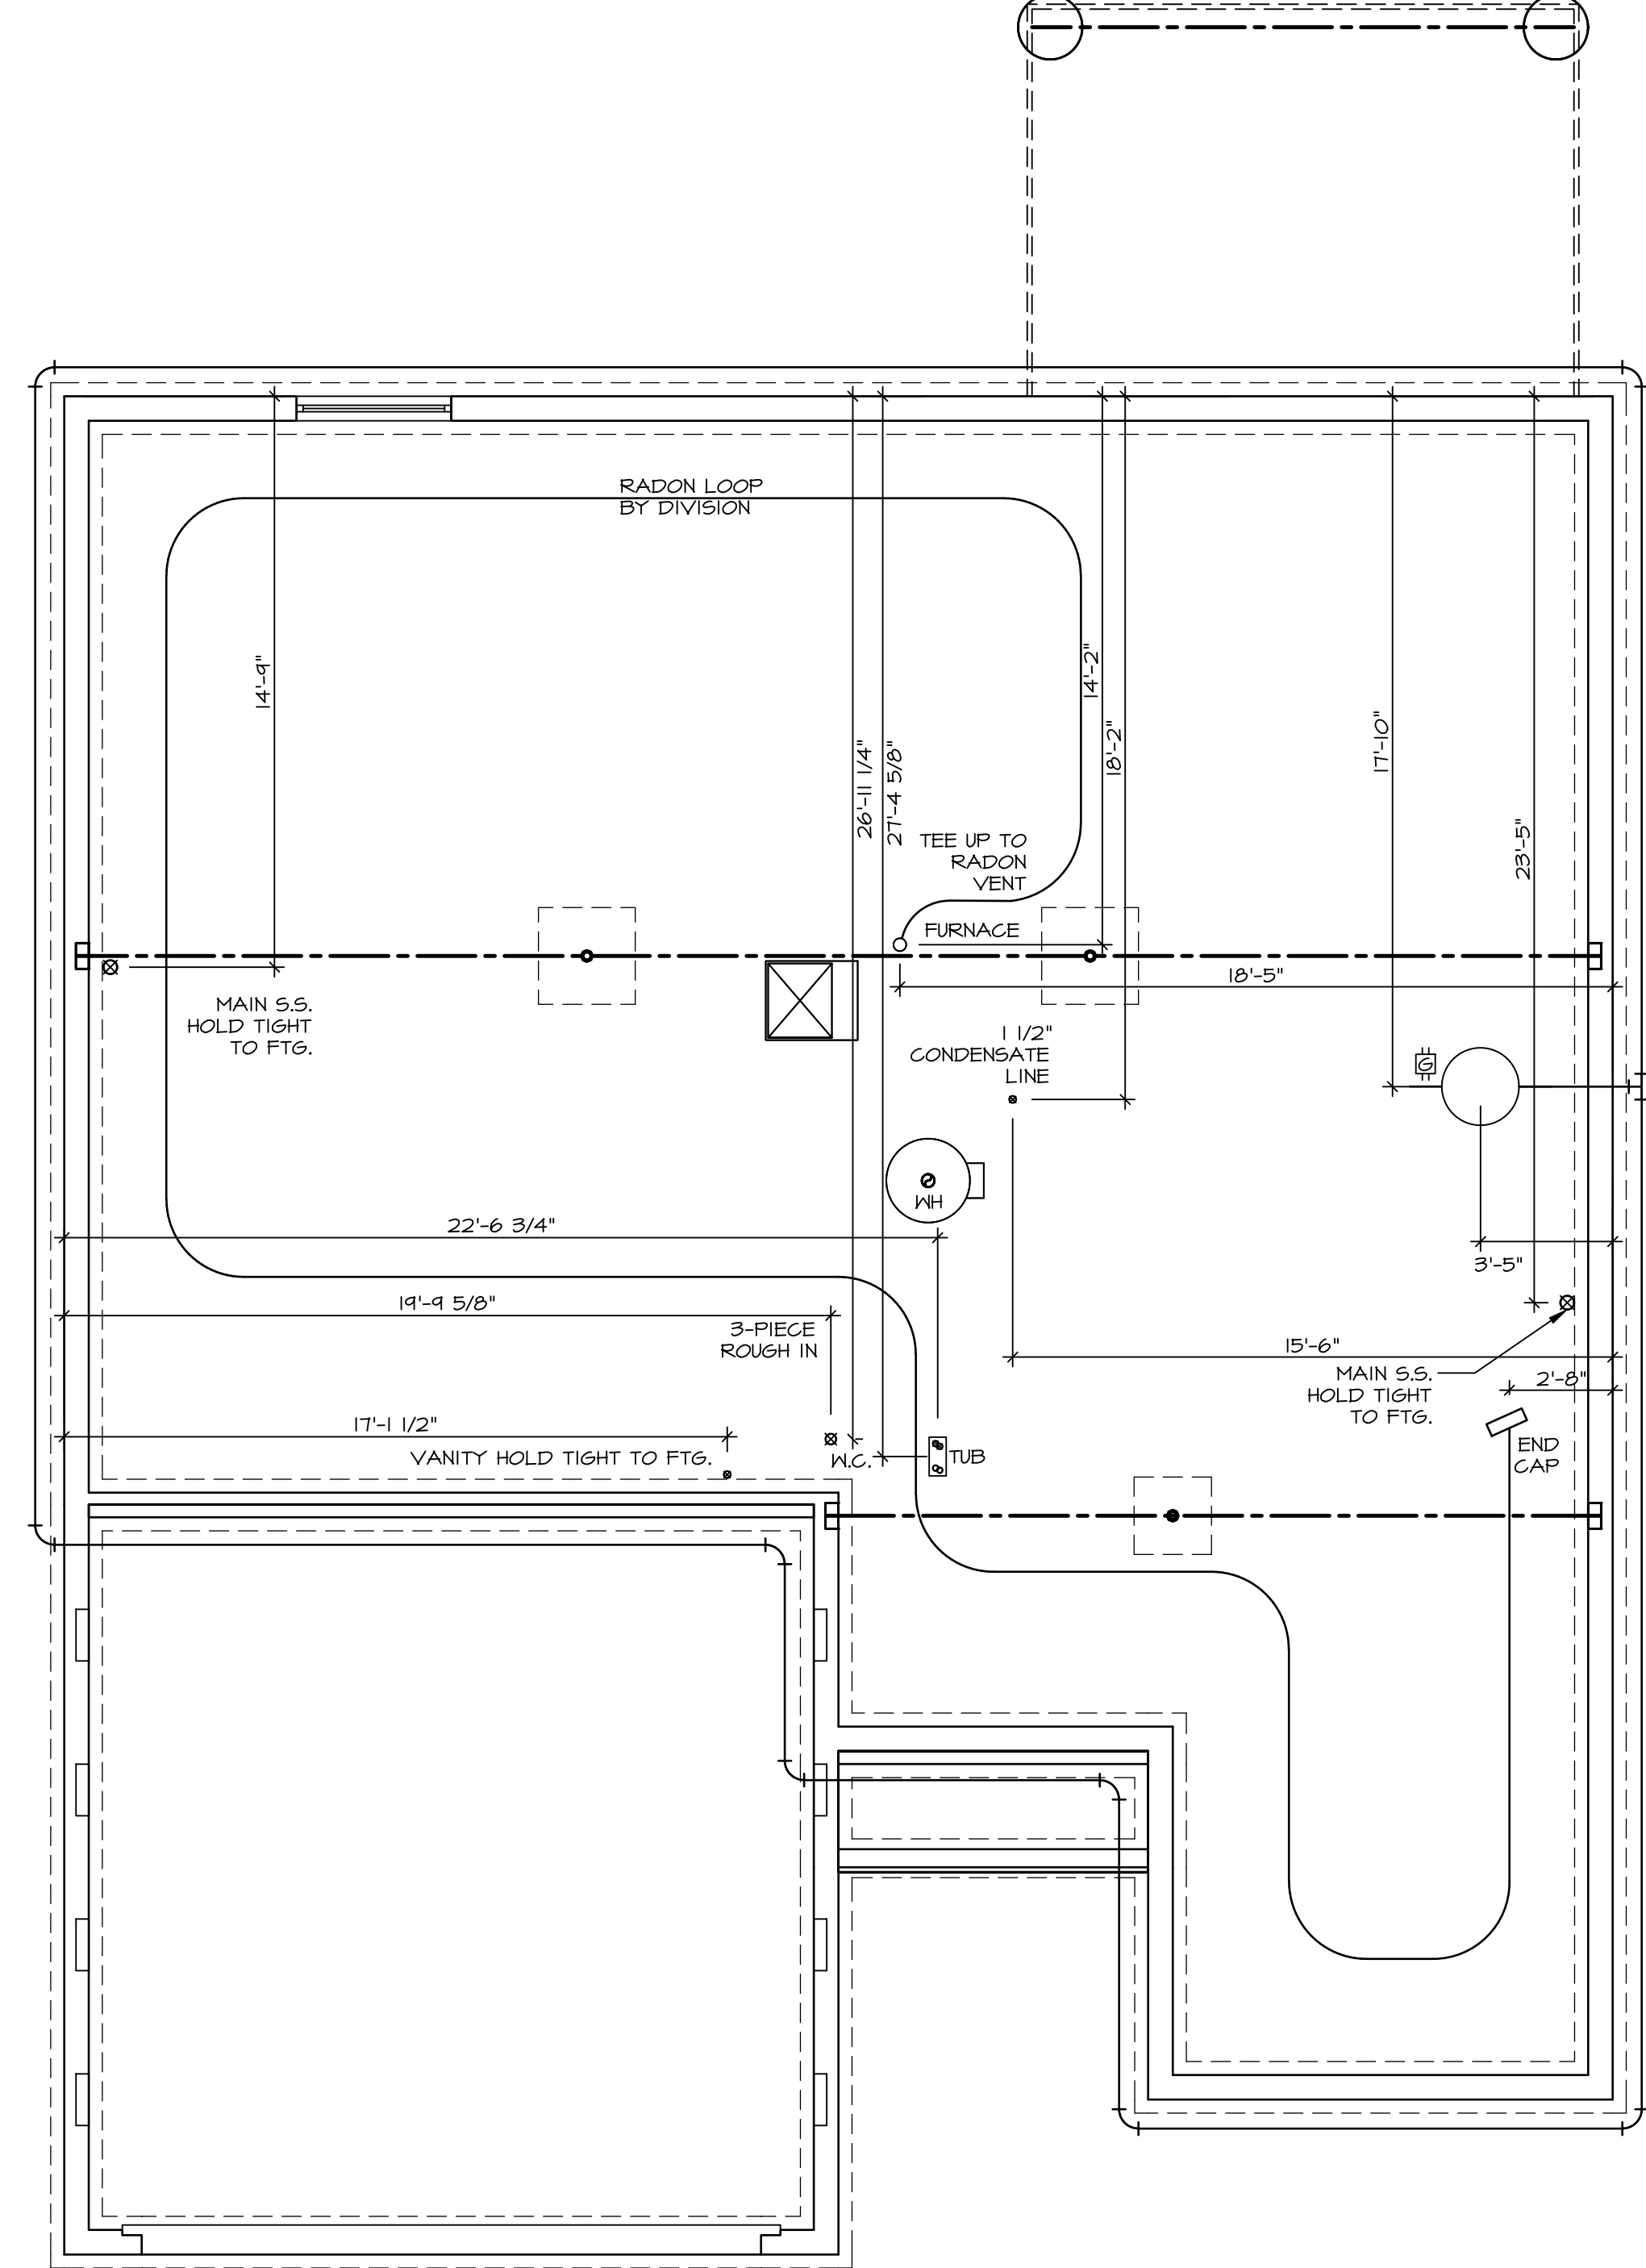 RADON LOOP
BY DIVISION
14'-9"
14'-2"
18'-2"
17'-10"
26'-11 1/4"
27'-4 5/8"
23'-5"
TEE UP TO
RADON
VENT
FURNACE
18'-5"
MAIN S.S.
HOLD TIGHT
TO FTG.
1 1/2"
CONDENSATE
LINE
G
WH
22'-6 3/4"
3'-5"
19'-9 5/8"
3-PIECE
ROUGH IN
15'-6"
MAIN S.S.
HOLD TIGHT
TO FTG.
2'-8"
17'-1 1/2"
VANITY HOLD TIGHT TO FTG.
W.C.
TUB
END
CAP